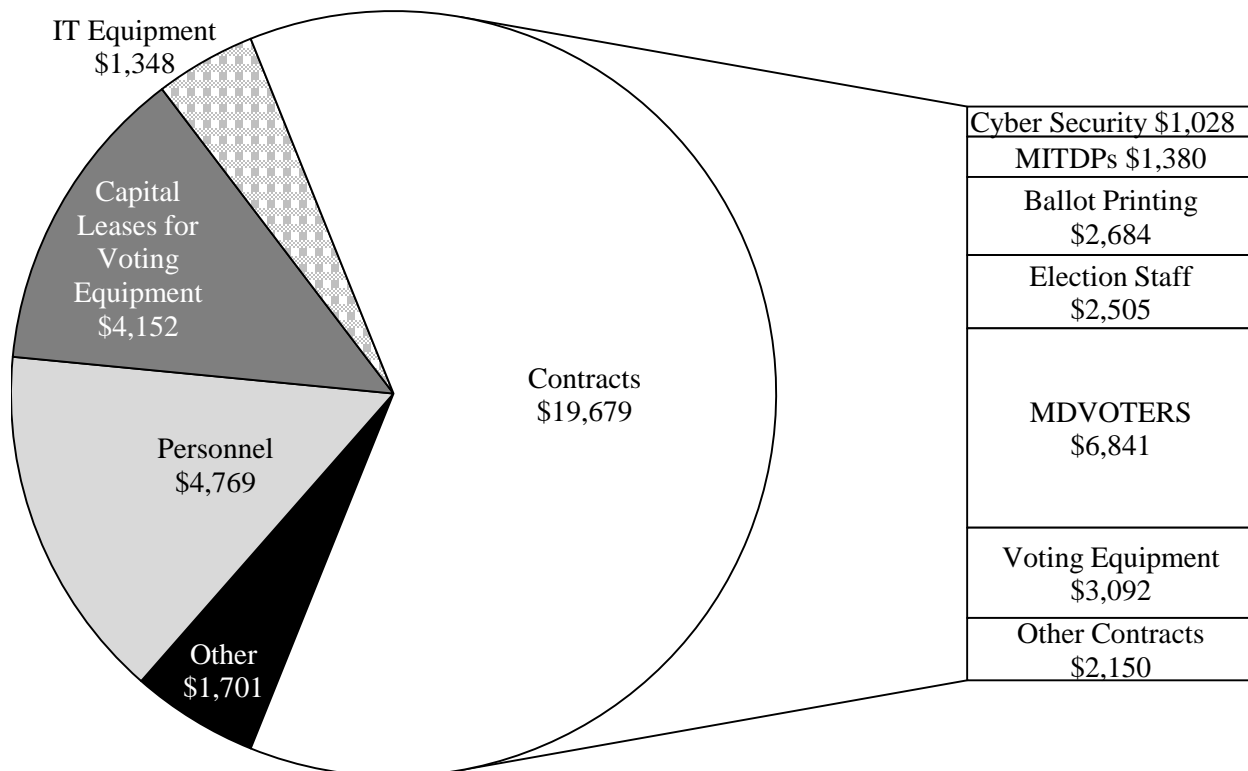 IT Equipment
$1,348
Capital
Leases for
Voting
Equipment
$4,152
Personnel
$4,769
Other
$1,701
Contracts
$19,679
Cyber Security $1,028
MITDPs $1,380
Ballot Printing
$2,684
Election Staff
$2,505
MDVOTERS
$6,841
Voting Equipment
$3,092
Other Contracts
$2,150